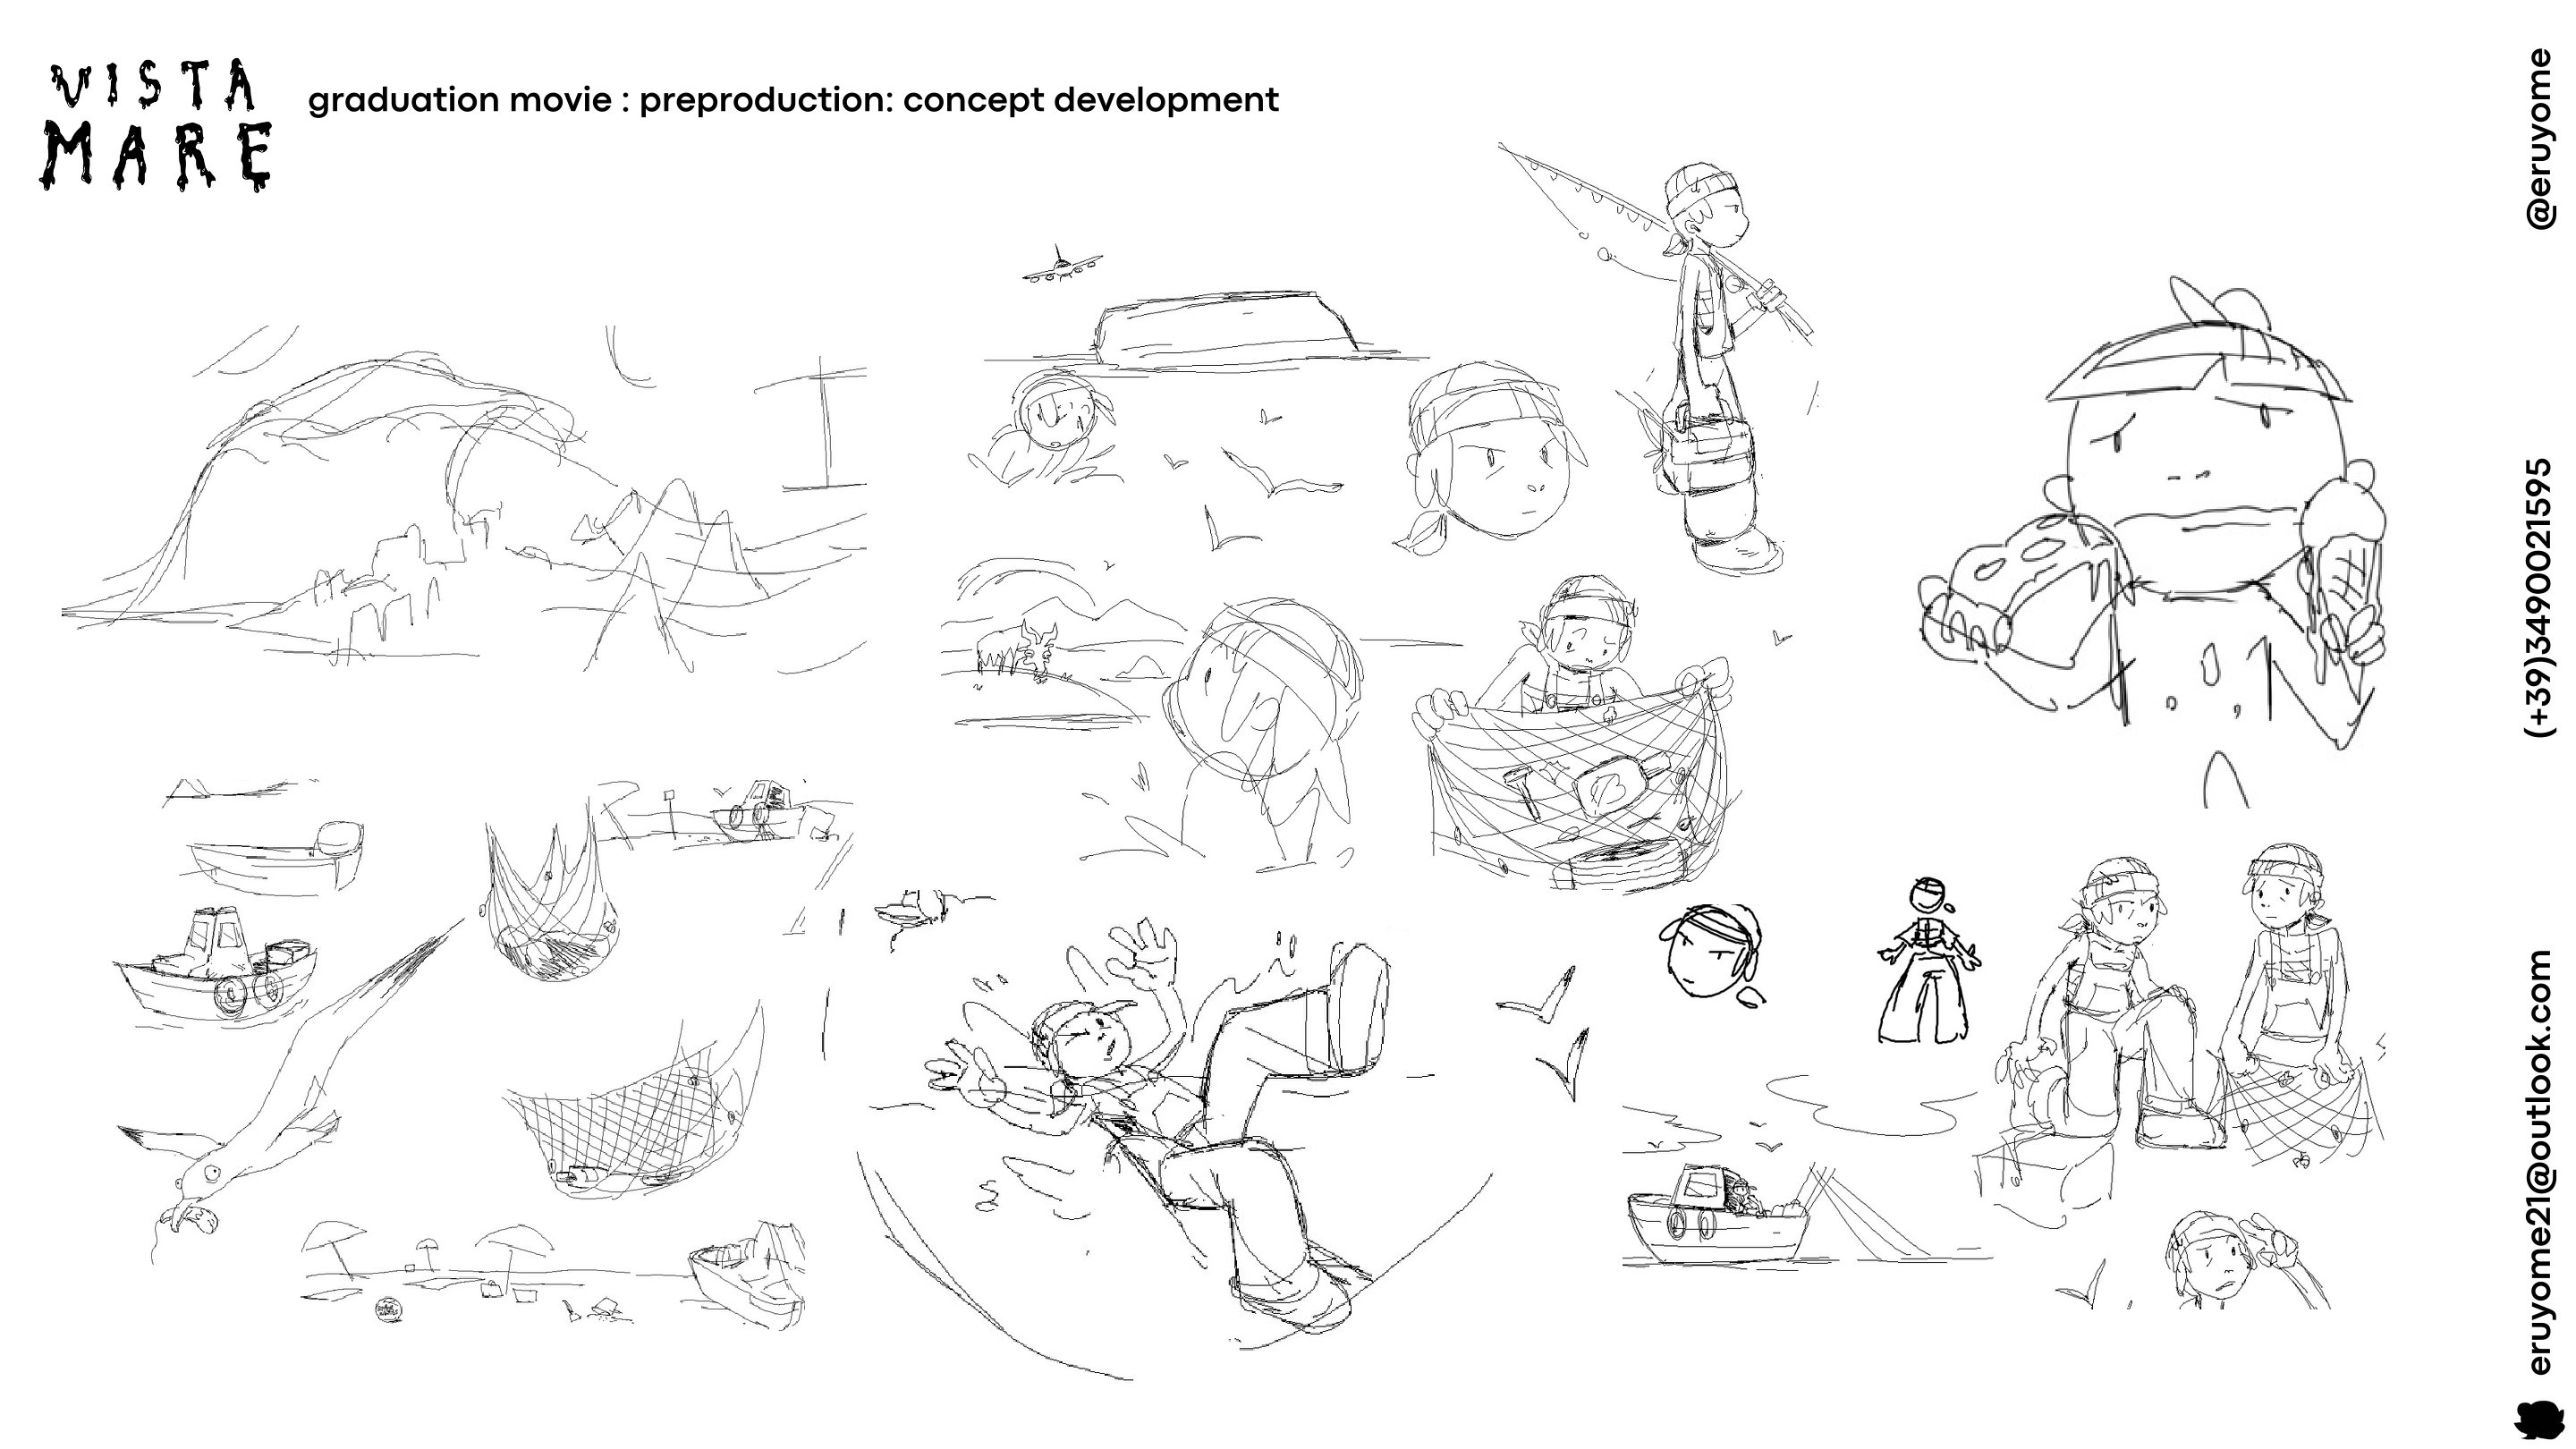 VISTA
MARE
graduation movie : preproduction: concept development
@eruyome
(+39)3490021595
eruyome21@outlook.com